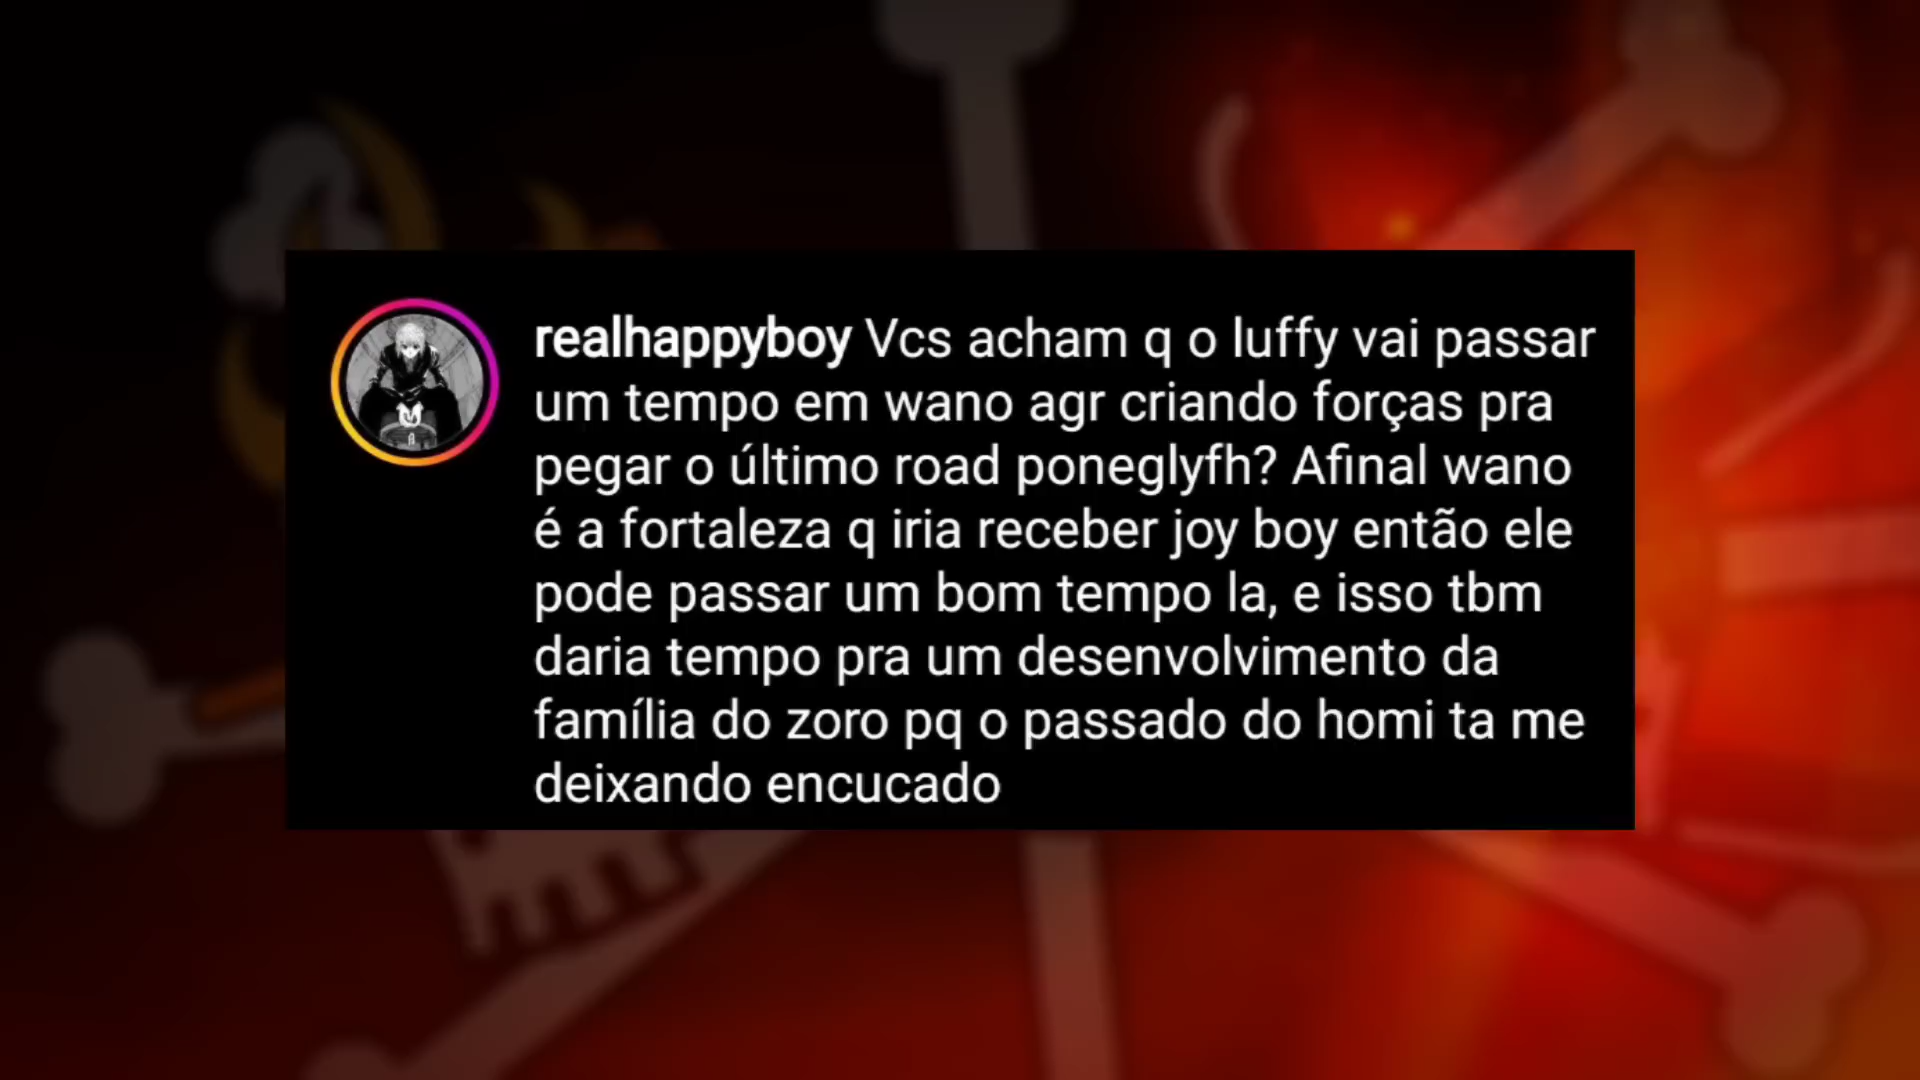 realhappyboy Vcs acham q o luffy vai passar
um tempo em wano agr criando forças pra
pegar o último road poneglyfh? Afinal wano
é a fortaleza q iria receber joy boy então ele
pode passar um bom tempo la, e isso tbm
daria tempo pra um desenvolvimento da
família do zoro pq o passado do homi ta me
deixando encucado